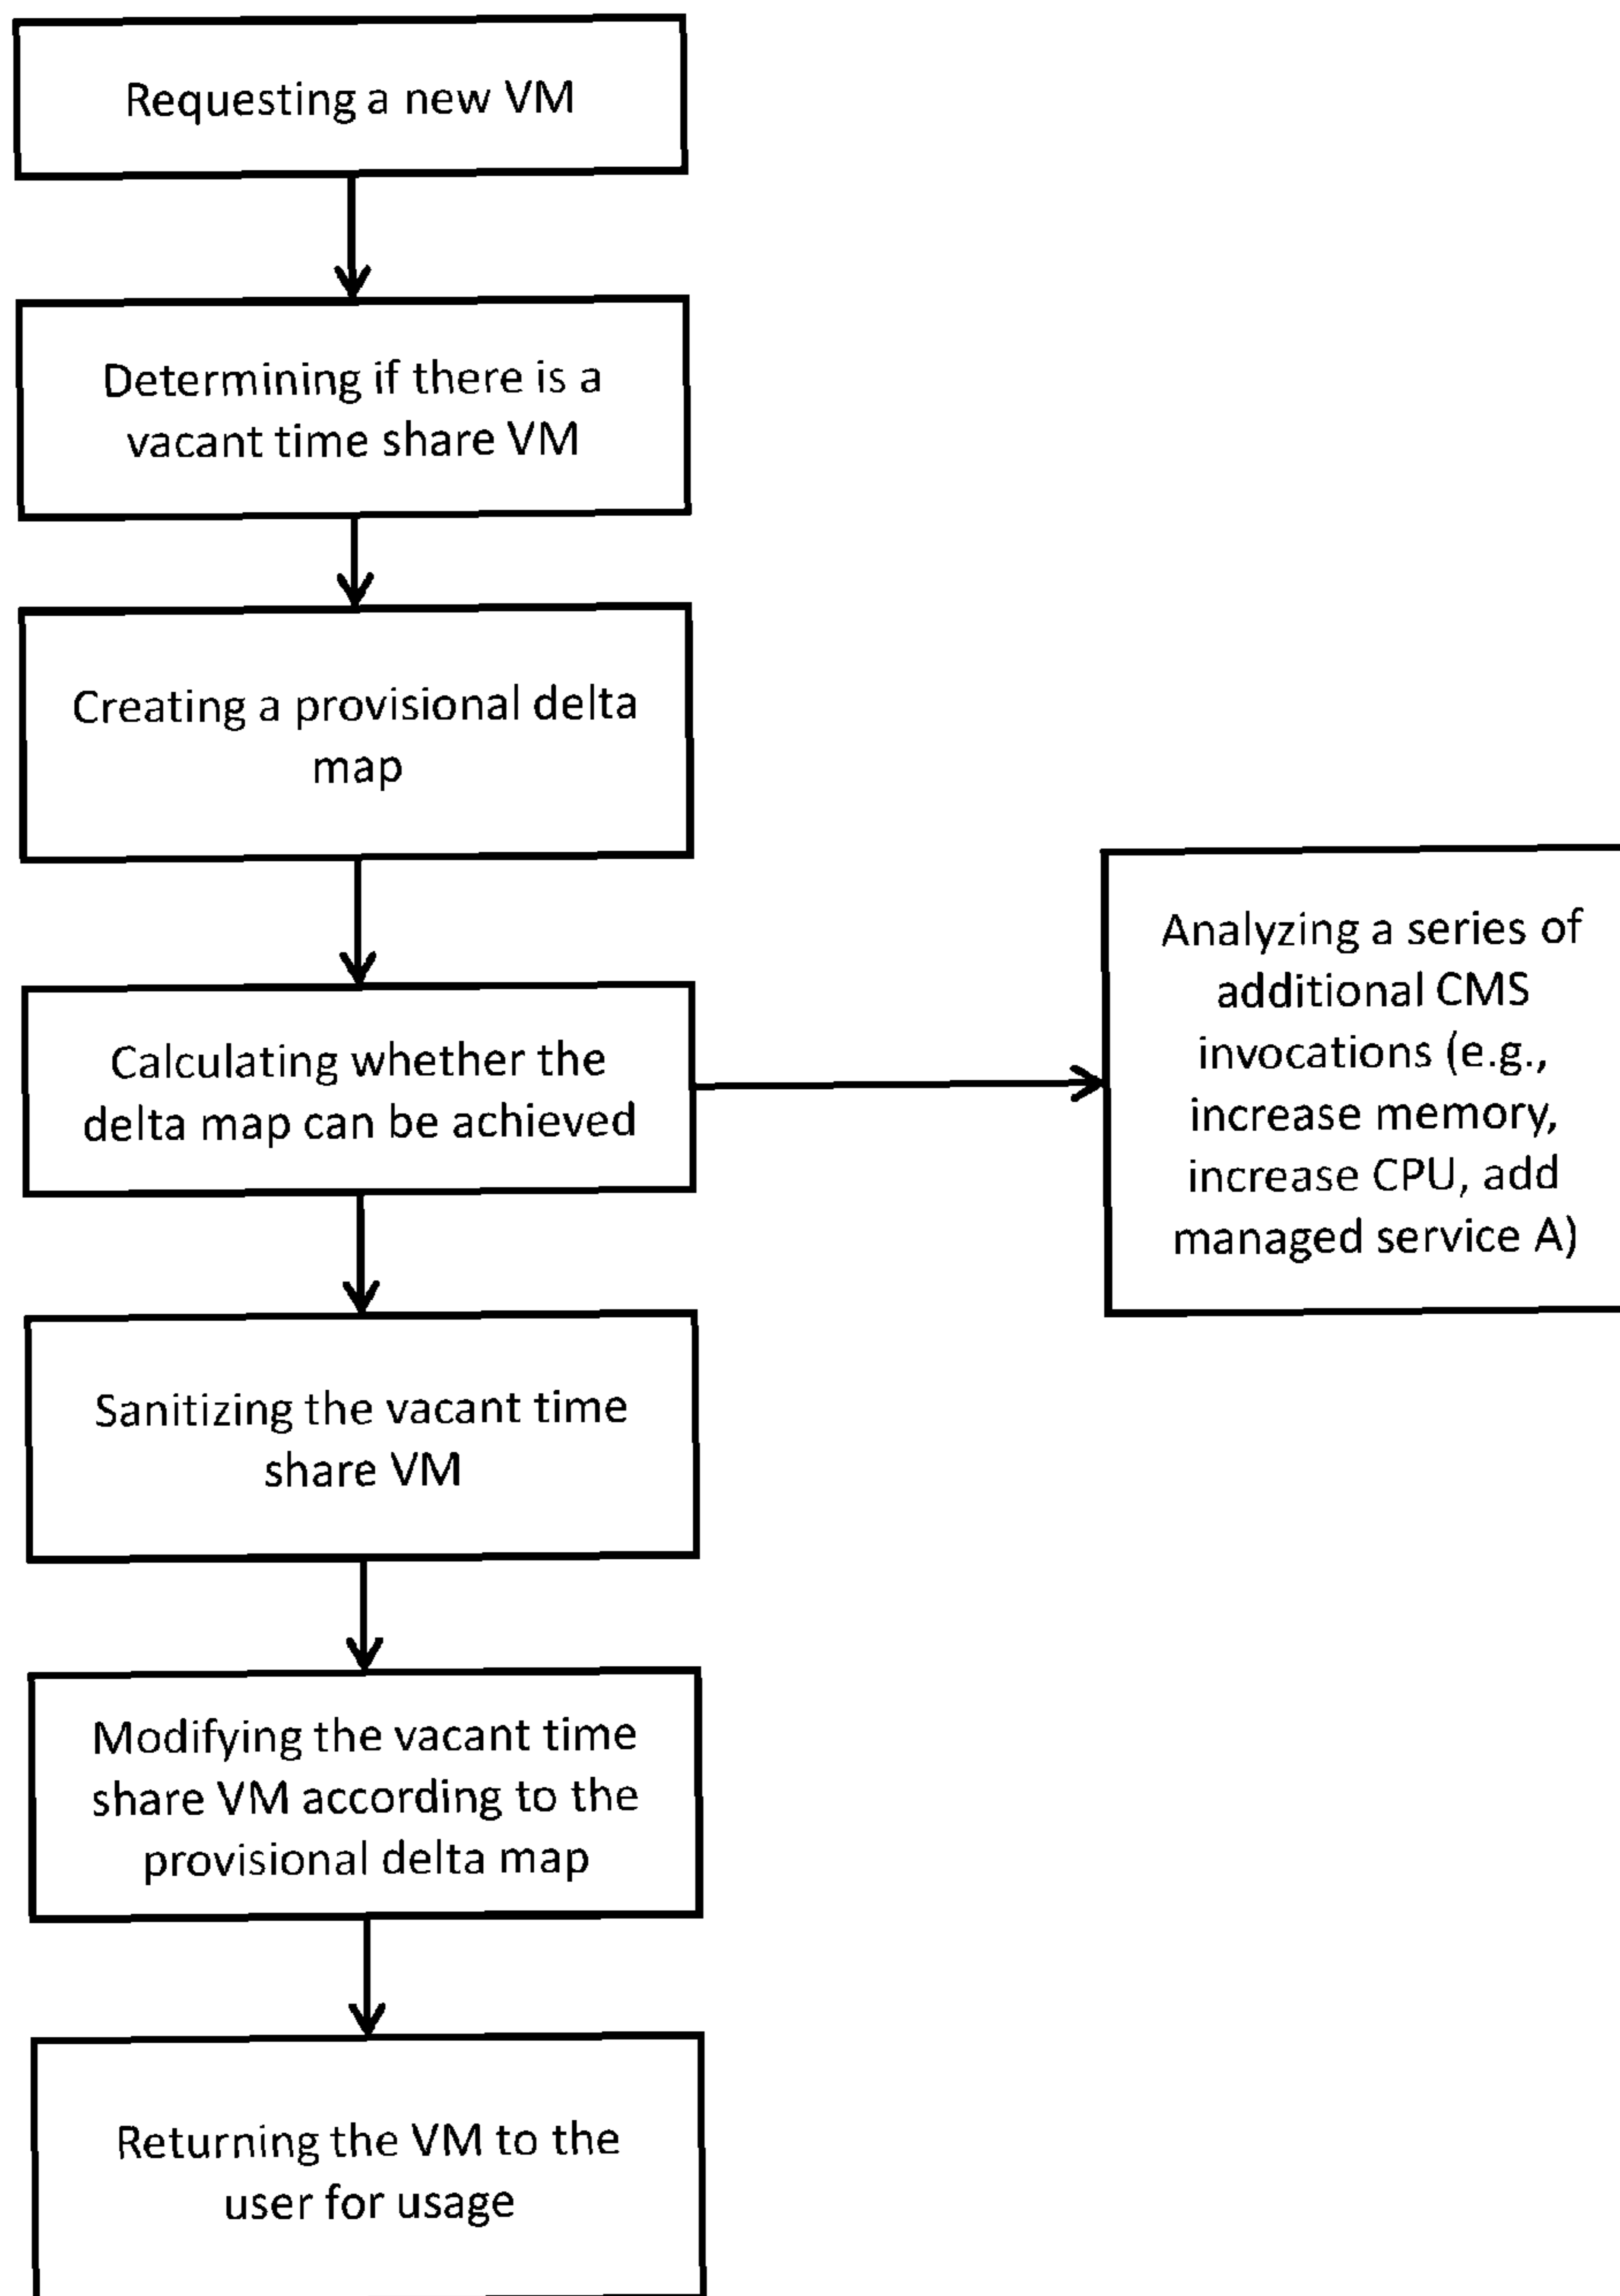 Requesting a new VM
Determining if there is a
vacant time share VM
Creating a provisional delta
map
Calculating whether the
delta map can be achieved
Analyzing a series of
additional CMS
invocations (e.g.,
increase memory,
increase CPU, add
managed service A)
Sanitizing the vacant time
share VM
Modifying the vacant time
share VM according to the
provisional delta map
Returning the VM to the
user for usage